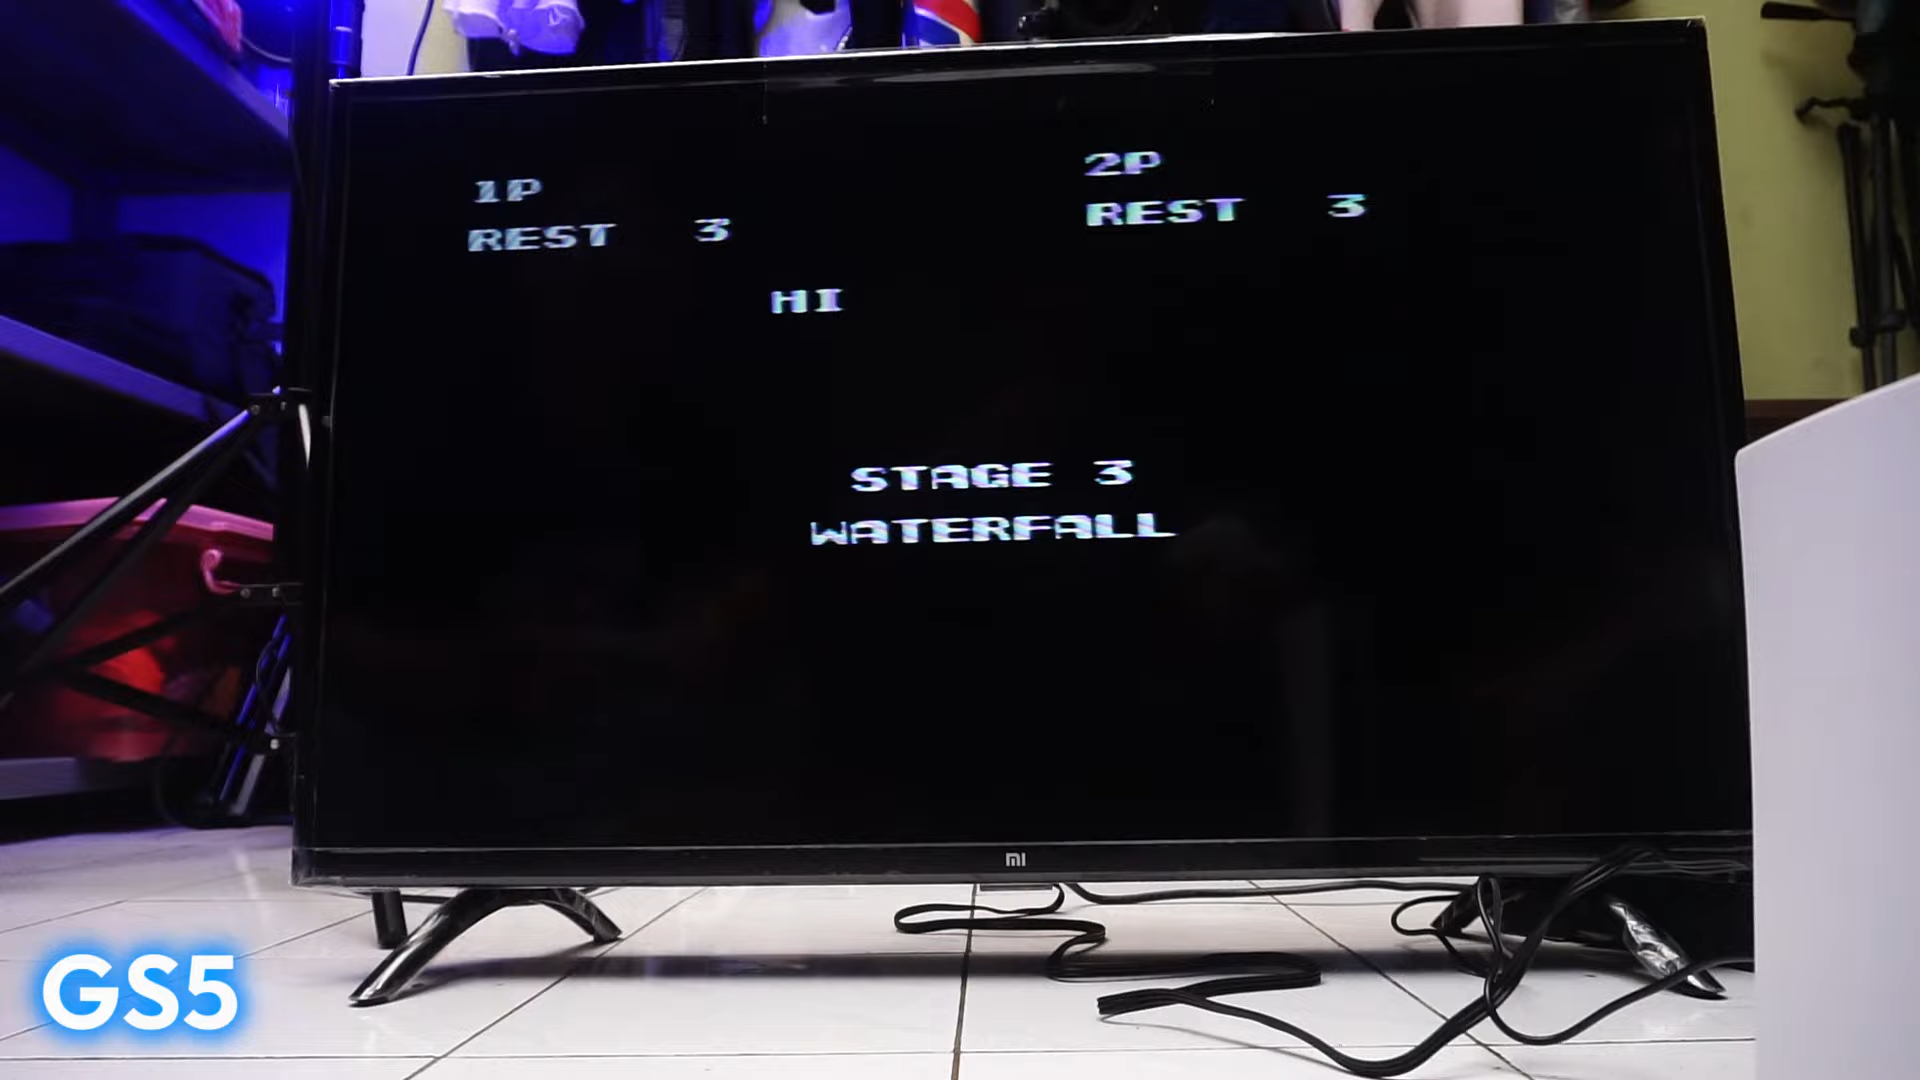 1P
2P
REST 3
REST 3
HI
STAGE 3
WATERFALL
mi
GS5